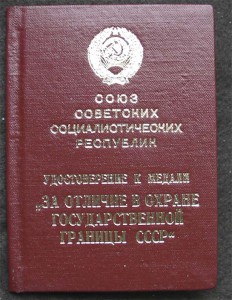 СОЮЗ
СОВЕТСКИХ
СОЦИАЛИСТИЧЕСКИХ
РЕСПУБЛИК
УДОСТОВЕРЕНИЕ К МЕДАЛИ
„ЗА ОТЛИЧИЕ В ОХРАНЕ
ГОСУДАРСТВЕННОЙ
ГРАНИЦЫ СССР“